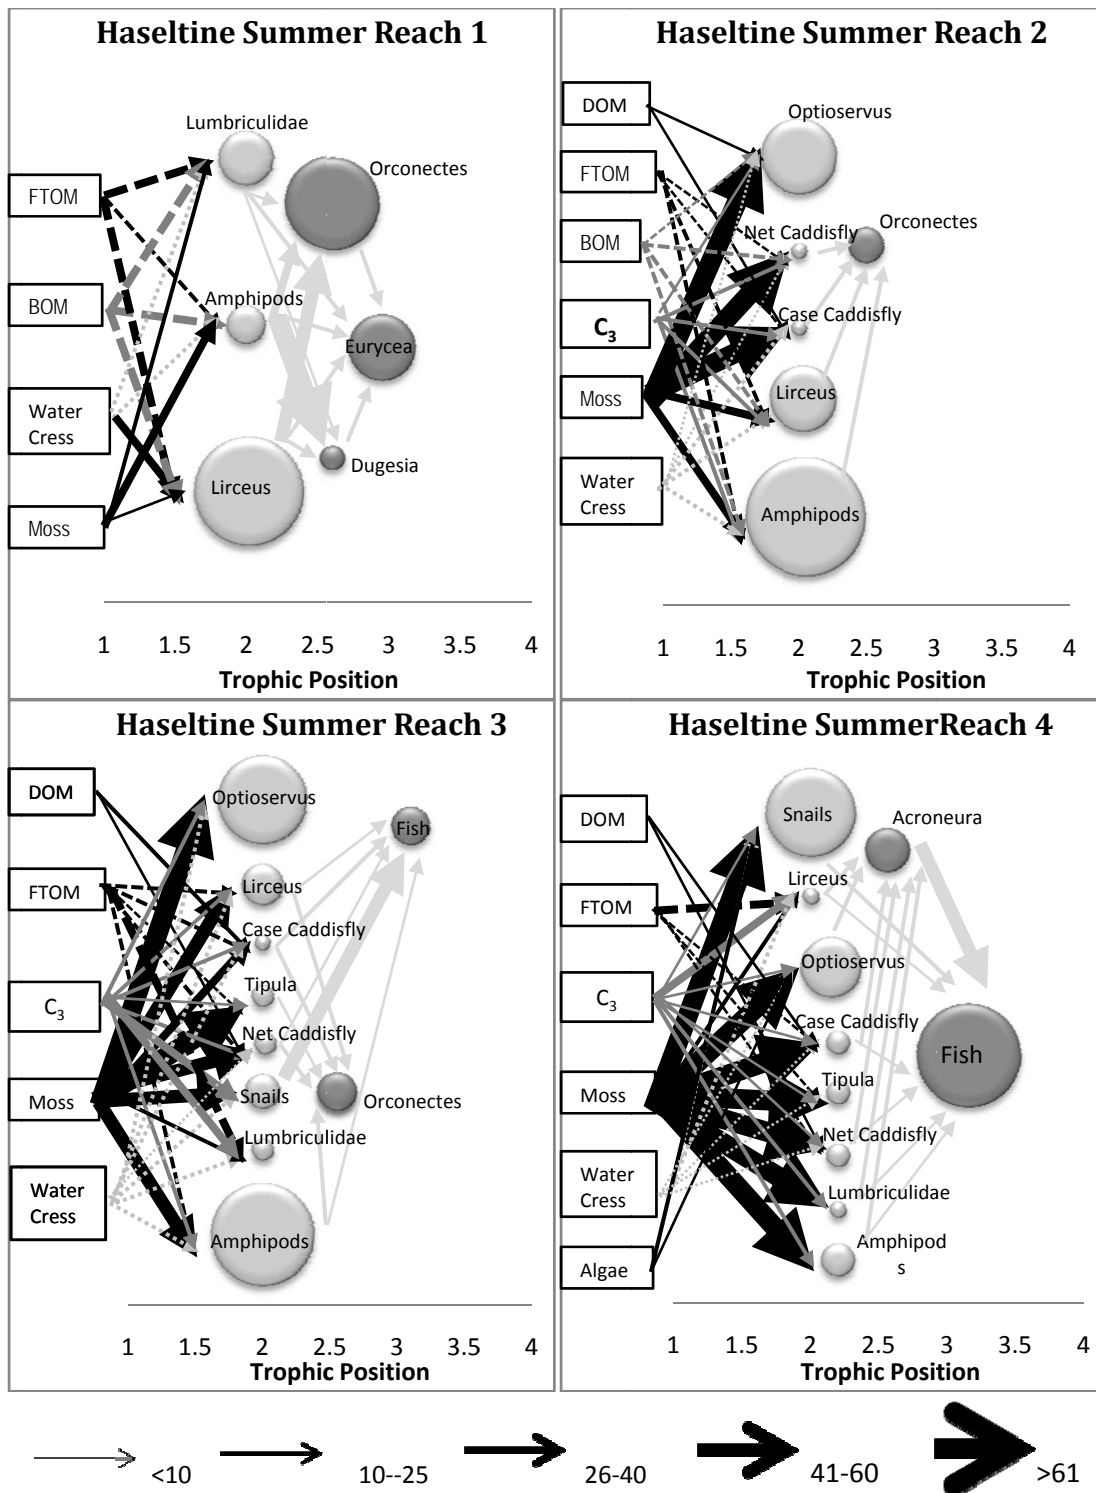 Haseltine Summer Reach 1
Lumbriculidae
Orconectes
FTOM
BOM
Amphipods
Eurycea
Water
Cress
Lirceus
Dugesia
Moss
1 1.5 2 2.5 3 3.5 4
Trophic Position
Haseltine Summer Reach 2
DOM
Optioservus
FTOM
BOM
Net Caddisfly
Orconectes
C3
Case Caddisfly
Moss
Lirceus
Water
Cress
Amphipods
1 1.5 2 2.5 3 3.5 4
Trophic Position
Haseltine Summer Reach 3
DOM
Optioservus
Fish
FTOM
Lirceus
Case Caddisfly
Tipula
C3
Net Caddisfly
Moss
Snails
Orconectes
Lumbriculidae
Water
Cress
Amphipods
1 1.5 2 2.5 3 3.5 4
Trophic Position
Haseltine SummerReach 4
DOM
Snails
Acroneura
Lirceus
FTOM
Optioservus
C3
Case Caddisfly
Fish
Tipula
Moss
Net Caddisfly
Water
Cress
Lumbriculidae
Amphipod
s
Algae
1 1.5 2 2.5 3 3.5 4
Trophic Position
<10 10--25 26-40 41-60 >61